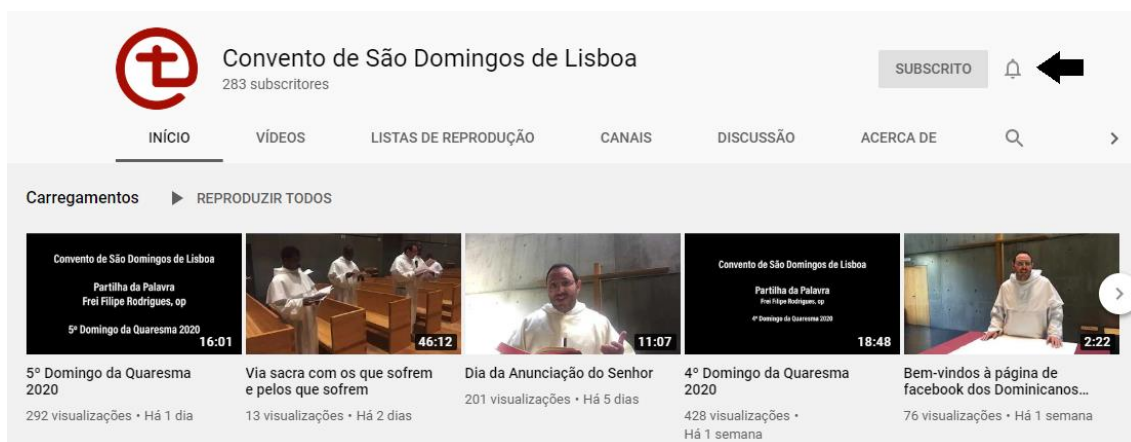 Convento de São Domingos de Lisboa
283 subscritores
SUBSCRITO
INÍCIO VÍDEOS LISTAS DE REPRODUÇÃO CANAIS DISCUSSÃO ACERCA DE
Carregamentos REPRODUZIR TODOS
Convento de São Domingos de Lisboa
Partilha da Palavra
Frei Filipe Rodrigues, op
5º Domingo da Quaresma 2020
16:01
5º Domingo da Quaresma
2020
292 visualizações • Há 1 dia
46:12
Via sacra com os que sofrem
e pelos que sofrem
13 visualizações • Há 2 dias
11:07
Dia da Anunciação do Senhor
201 visualizações • Há 5 dias
Convento de São Domingos de Lisboa
Partilha da Palavra
Frei Filipe Rodrigues, op
4º Domingo da Quaresma 2020
18:48
4º Domingo da Quaresma
2020
428 visualizações •
Há 1 semana
2:22
Bem-vindos à página de
facebook dos Dominicanos...
76 visualizações • Há 1 semana